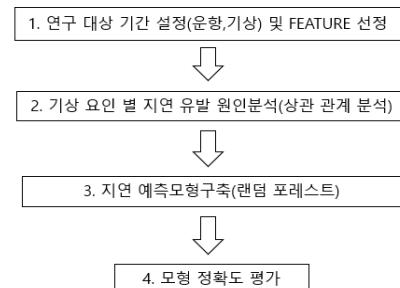 1. 연구 대상 기간 설정(운항,기상) 및 FEATURE 선정
2. 기상 요인 별 지연 유발 원인분석(상관 관계 분석)
3. 지연 예측모형구축(랜덤 포레스트)
4. 모형 정확도 평가